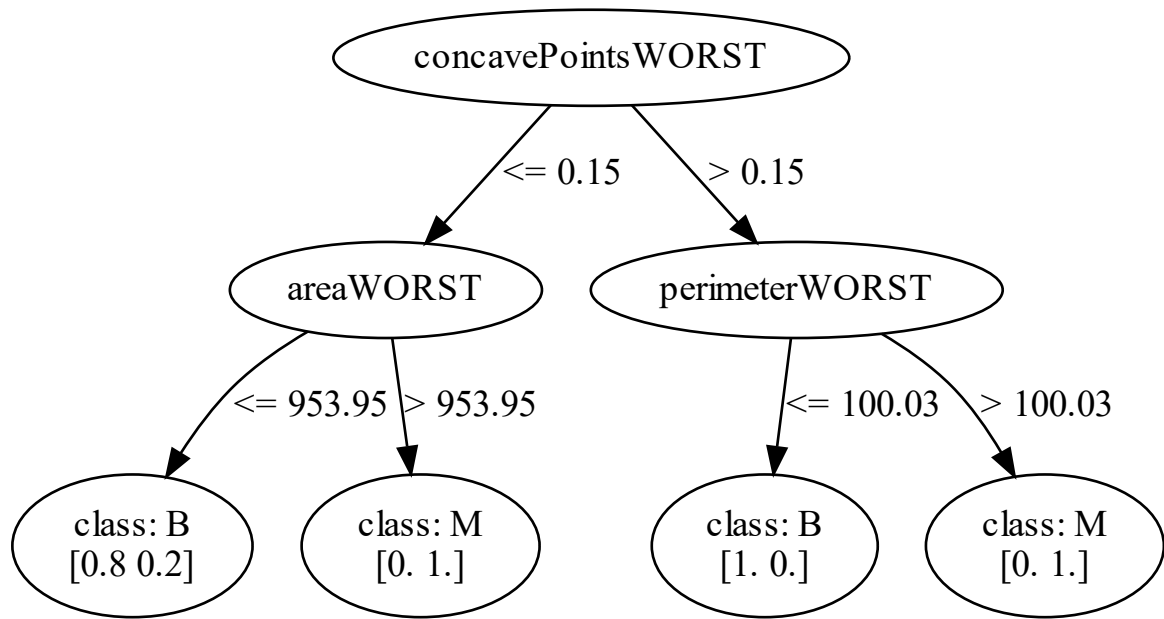 concavePointsWORST
<= 0.15
> 0.15
areaWORST
perimeterWORST
<= 953.95
> 953.95
<= 100.03
> 100.03
class: B
[0.8 0.2]
class: M
[0. 1.]
class: B
[1. 0.]
class: M
[0. 1.]